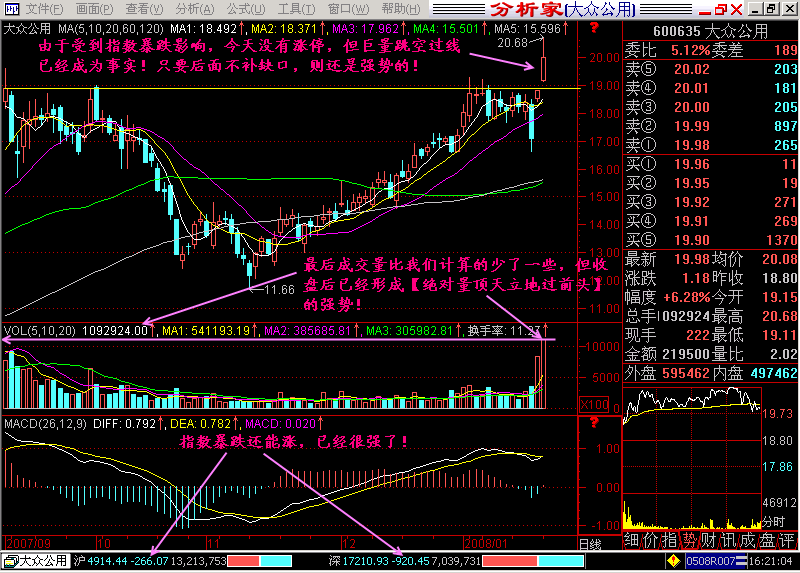 文件(F) 画面(P) 查看(V) 分析(A) 公式(U) 工具(T) 窗口(W) 帮助(H) 分析家 [大众公用]
大众公用 MA(5,10,20,60,120) MA1: 18.492↑ MA2: 18.371↑ MA3: 17.962↑ MA4: 15.501↑ MA5: 15.596↑
?
20.68
由于受到指数暴跌影响，今天没有涨停，但巨量跳空过线
已经成为事实！只要后面不补缺口，则还是强势的！
20.00
19.00
18.00
17.00
16.00
15.00
14.00
13.00
12.00
11.00
11.66
最后成交量比我们计算的少了一些，但收
盘后已经形成【绝对量顶天立地过前头】
的强势！
VOL(5,10,20) 1092924.00↑ MA1: 541193.19↑ MA2: 385685.81↑ MA3: 305982.81↑ 换手率: 11.27↑
10000
5000
X100
MACD(26,12,9) DIFF: 0.792↑ DEA: 0.782↑ MACD: 0.020↑
?
指数暴跌还能涨，已经很强了！
1.00
0.00
-1.00
2007/09 10 11 12 2008/01 日线
600635 大众公用
委比 5.12% 委差 189
卖⑤ 20.02 203
卖④ 20.01 181
卖③ 20.00 205
卖② 19.99 897
卖① 19.98 265
买① 19.96 11
买② 19.95 19
买③ 19.92 271
买④ 19.91 269
买⑤ 19.90 1370
最新 19.98 均价 20.08
涨跌 1.18 昨收 18.80
幅度 +6.28% 今开 19.15
总手 1092924 最高 20.68
现手 222 最低 19.11
金额 219500 量比 2.02
外盘 595462 内盘 497462
19.73
18.80
17.86
46912
分时
细 价 指 势 财 讯 成 盘 评
大众公用 沪 4914.44 -266.07 13,213,753 深 17210.93 -920.45 7,039,731 0508R007 16:21:04